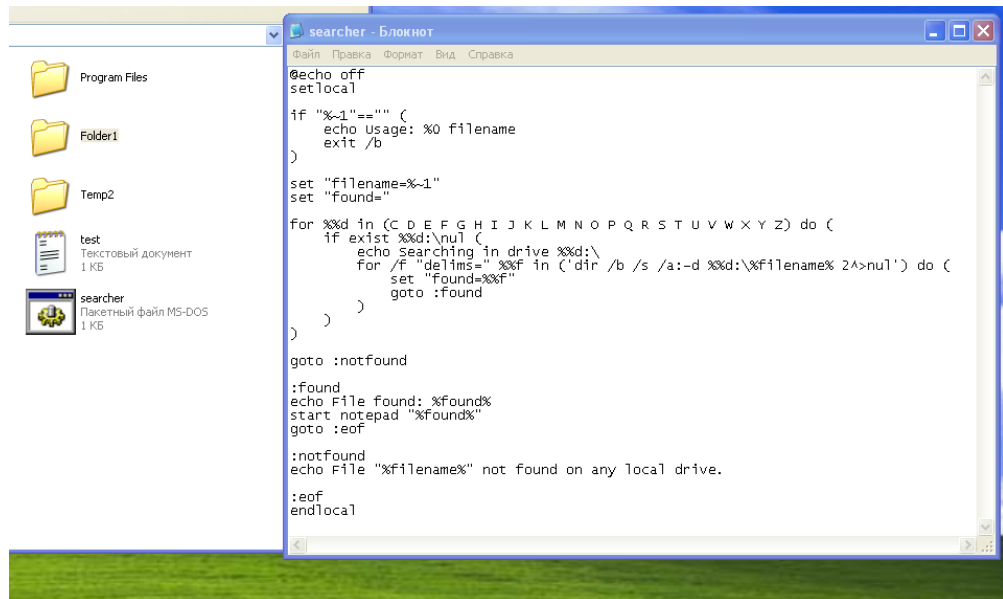 Program Files
Folder1
Temp2
test
Текстовый документ
1 КБ
searcher
Пакетный файл MS-DOS
1 КБ
searcher - Блокнот
Файл Правка Формат Вид Справка
@echo off
setlocal
if "%~1"=="" (
    echo Usage: %0 filename
    exit /b
)
set "filename=%~1"
set "found="
for %%d in (C D E F G H I J K L M N O P Q R S T U V W X Y Z) do (
    if exist %%d:\nul (
        echo Searching in drive %%d:\
        for /f "delims=" %%f in ('dir /b /s /a:-d %%d:\%filename% 2^>nul') do (
            set "found=%%f"
            goto :found
        )
    )
)
goto :notfound
:found
echo File found: %found%
start notepad "%found%"
goto :eof
:notfound
echo File "%filename%" not found on any local drive.
:eof
endlocal